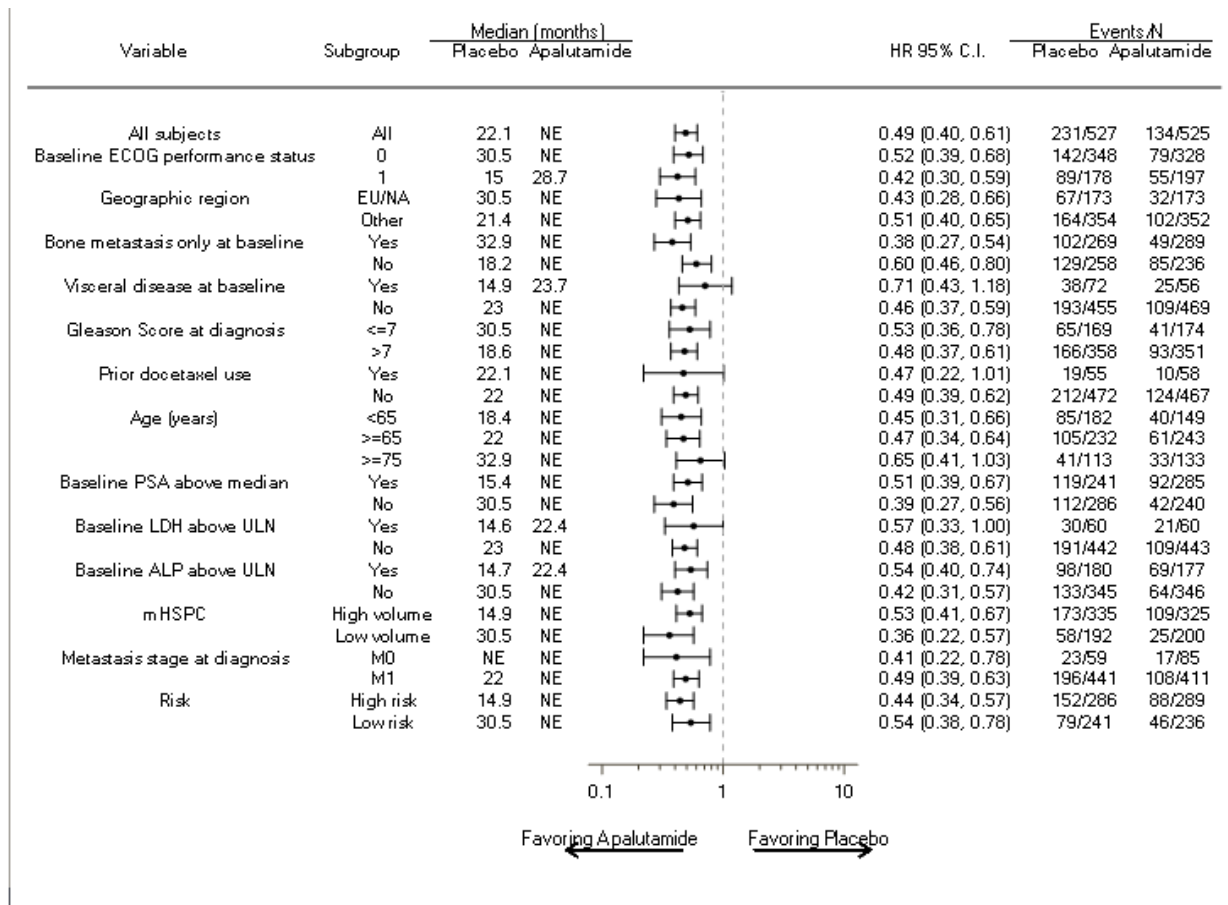 Median (months) Events/N
Variable Subgroup Placebo Apalutamide HR 95% C.I. Placebo Apalutamide
All subjects All 22.1 NE 0.49 (0.40, 0.61) 231/527 134/525
Baseline ECOG performance status 0 30.5 NE 0.52 (0.39, 0.68) 142/348 79/328
1 15 28.7 0.42 (0.30, 0.59) 89/178 55/197
Geographic region EU/NA 30.5 NE 0.43 (0.28, 0.66) 67/173 32/173
Other 21.4 NE 0.51 (0.40, 0.65) 164/354 102/352
Bone metastasis only at baseline Yes 32.9 NE 0.38 (0.27, 0.54) 102/269 49/289
No 18.2 NE 0.60 (0.46, 0.80) 129/258 85/236
Visceral disease at baseline Yes 14.9 23.7 0.71 (0.43, 1.18) 38/72 25/56
No 23 NE 0.46 (0.37, 0.59) 193/455 109/469
Gleason Score at diagnosis <=7 30.5 NE 0.53 (0.36, 0.78) 65/169 41/174
>7 18.6 NE 0.48 (0.37, 0.61) 166/358 93/351
Prior docetaxel use Yes 22.1 NE 0.47 (0.22, 1.01) 19/55 10/58
No 22 NE 0.49 (0.39, 0.62) 212/472 124/467
Age (years) <65 18.4 NE 0.45 (0.31, 0.66) 85/182 40/149
>=65 22 NE 0.47 (0.34, 0.64) 105/232 61/243
>=75 32.9 NE 0.65 (0.41, 1.03) 41/113 33/133
Baseline PSA above median Yes 15.4 NE 0.51 (0.39, 0.67) 119/241 92/285
No 30.5 NE 0.39 (0.27, 0.56) 112/286 42/240
Baseline LDH above ULN Yes 14.6 22.4 0.57 (0.33, 1.00) 30/60 21/60
No 23 NE 0.48 (0.38, 0.61) 191/442 109/443
Baseline ALP above ULN Yes 14.7 22.4 0.54 (0.40, 0.74) 98/180 69/177
No 30.5 NE 0.42 (0.31, 0.57) 133/345 64/346
mHSPC High volume 14.9 NE 0.53 (0.41, 0.67) 173/335 109/325
Low volume 30.5 NE 0.36 (0.22, 0.57) 58/192 25/200
Metastasis stage at diagnosis M0 NE NE 0.41 (0.22, 0.78) 23/59 17/85
M1 22 NE 0.49 (0.39, 0.63) 196/441 108/411
Risk High risk 14.9 NE 0.44 (0.34, 0.57) 152/286 88/289
Low risk 30.5 NE 0.54 (0.38, 0.78) 79/241 46/236
0.1 1 10
Favoring Apalutamide Favoring Placebo